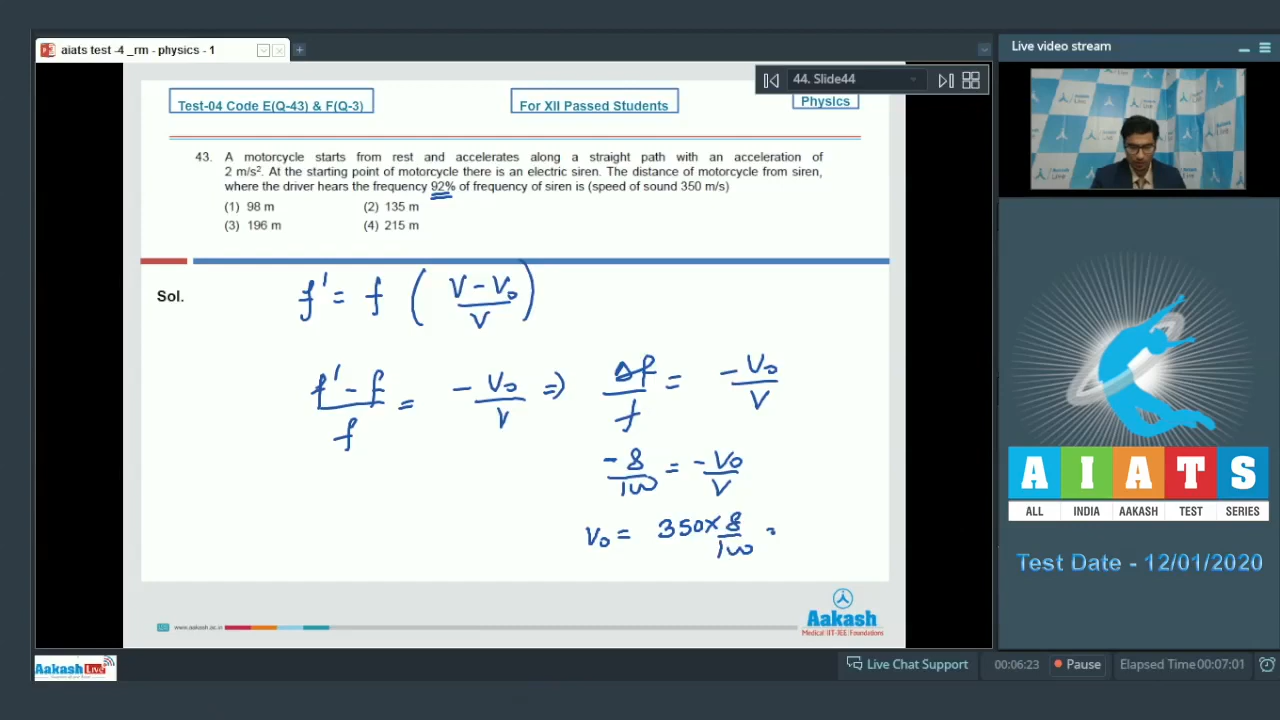 aiats test -4 _rm - physics - 1
Live video stream
44. Slide44
Test-04 Code E(Q-43) & F(Q-3)
For XII Passed Students
Physics
43. A motorcycle starts from rest and accelerates along a straight path with an acceleration of
2 m/s². At the starting point of motorcycle there is an electric siren. The distance of motorcycle from siren,
where the driver hears the frequency 92% of frequency of siren is (speed of sound 350 m/s)
(1) 98 m (2) 135 m
(3) 196 m (4) 215 m
Sol.
f' = f ( (V - V₀)/V )
(f' - f)/f = - V₀/V ⇒ Δf/f = -V₀/V
-8/100 = -V₀/V
V₀ = 350 × 8/100 =
www.aakash.ac.in
Aakash
Medical | IIT-JEE | Foundations
A I A T S
ALL INDIA AAKASH TEST SERIES
Test Date - 12/01/2020
Aakash Live
Live Chat Support
00:06:23
Pause
Elapsed Time 00:07:01